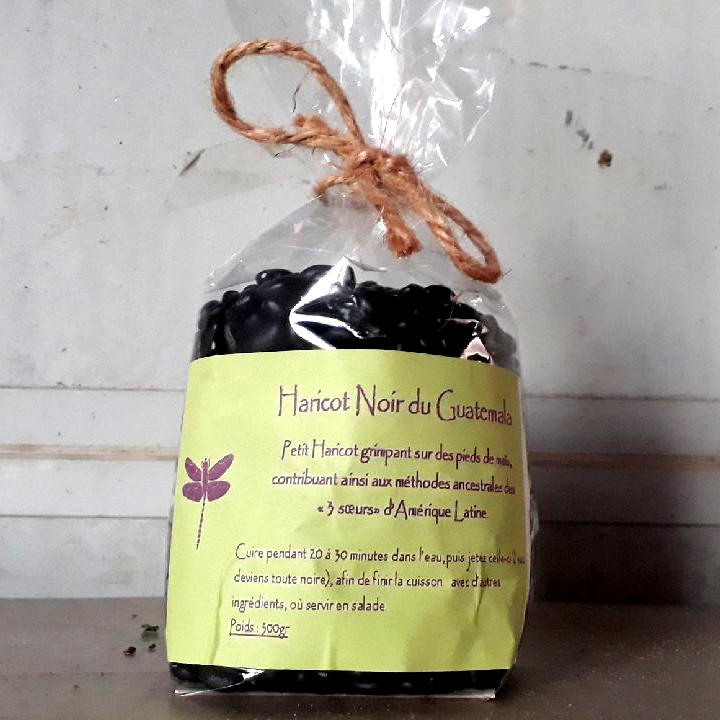 Haricot Noir du Guatemala
Petit Haricot grimpant sur des pieds de maïs,
contribuant ainsi aux méthodes ancestrales des
« 3 sœurs» d'Amérique Latine
Cuire pendant 20 à 30 minutes dans l'eau, puis jetez celle-ci
deviens toute noire), afin de finir la cuisson avec d'autres
ingrédients, où servir en salade.
Poids : 500gr